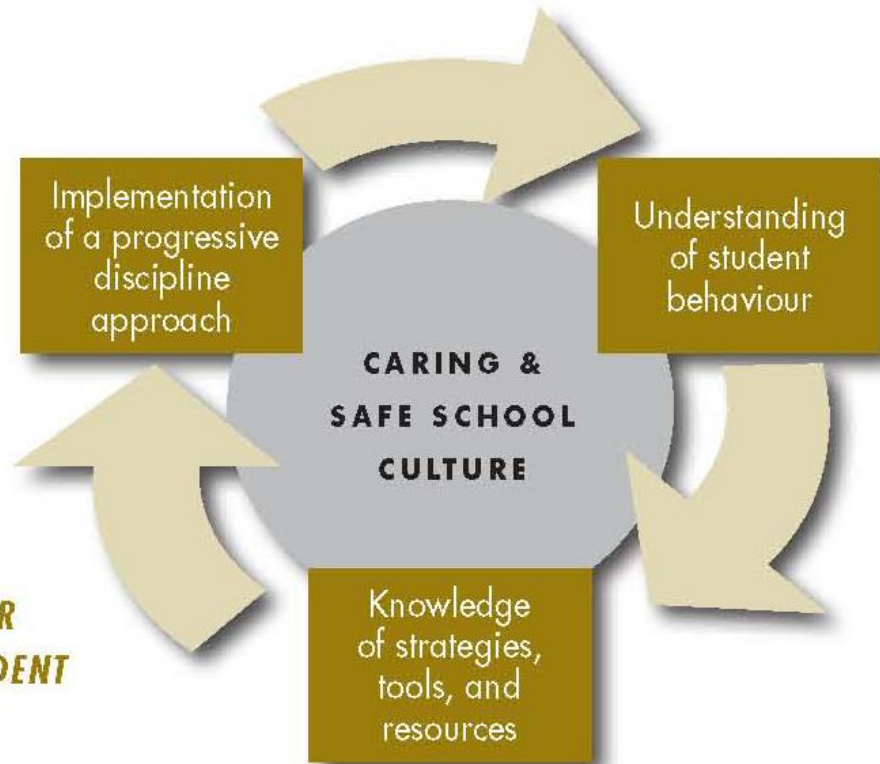 Implementation
of a progressive
discipline
approach
Understanding
of student
behaviour
CARING &
SAFE SCHOOL
CULTURE
Knowledge
of strategies,
tools, and
resources